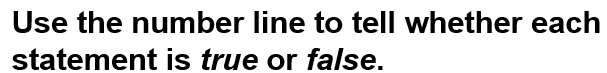 Use the number line to tell whether each
statement is true or false.